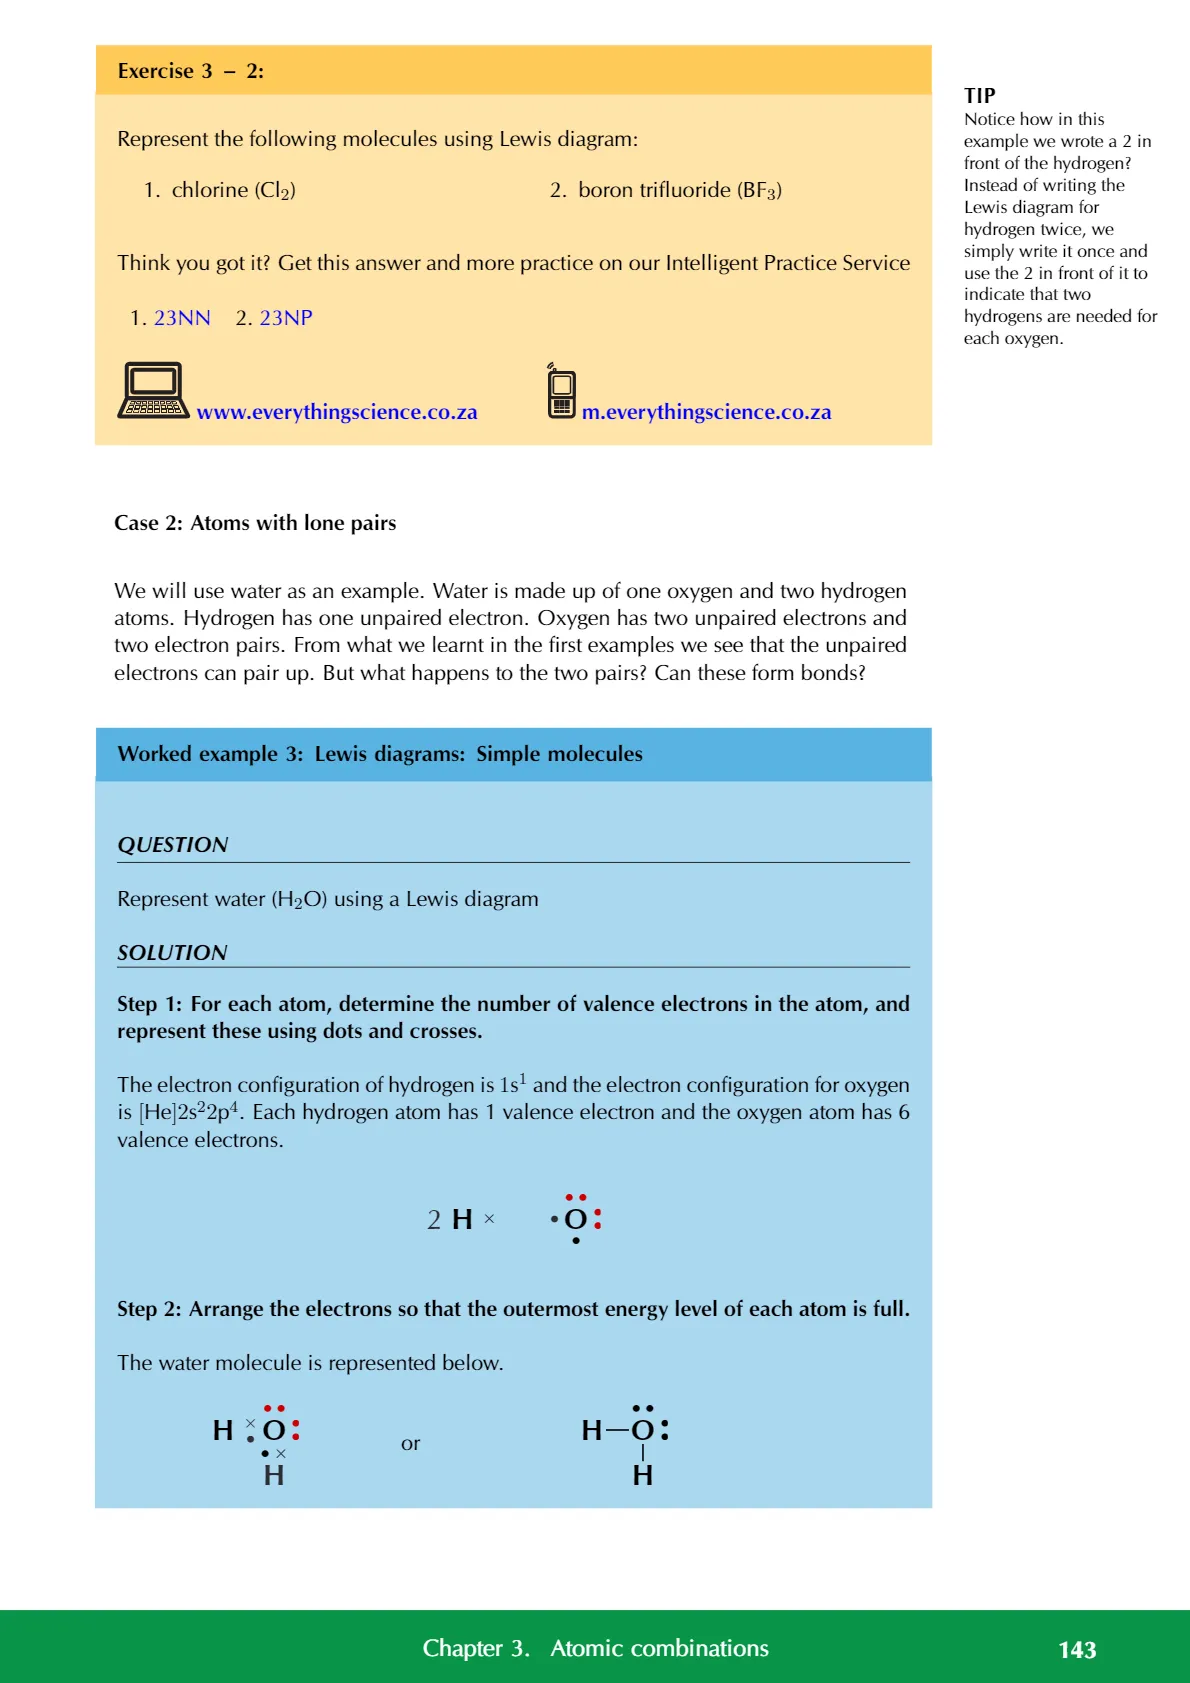 Exercise 3 – 2:
Represent the following molecules using Lewis diagram:
1. chlorine (Cl₂)
2. boron trifluoride (BF₃)
Think you got it? Get this answer and more practice on our Intelligent Practice Service
1. 23NN 2. 23NP
www.everythingscience.co.za
m.everythingscience.co.za
TIP
Notice how in this
example we wrote a 2 in
front of the hydrogen?
Instead of writing the
Lewis diagram for
hydrogen twice, we
simply write it once and
use the 2 in front of it to
indicate that two
hydrogens are needed for
each oxygen.
Case 2: Atoms with lone pairs
We will use water as an example. Water is made up of one oxygen and two hydrogen
atoms. Hydrogen has one unpaired electron. Oxygen has two unpaired electrons and
two electron pairs. From what we learnt in the first examples we see that the unpaired
electrons can pair up. But what happens to the two pairs? Can these form bonds?
Worked example 3: Lewis diagrams: Simple molecules
QUESTION
Represent water (H₂O) using a Lewis diagram
SOLUTION
Step 1: For each atom, determine the number of valence electrons in the atom, and
represent these using dots and crosses.
The electron configuration of hydrogen is 1s¹ and the electron configuration for oxygen
is [He]2s²2p⁴. Each hydrogen atom has 1 valence electron and the oxygen atom has 6
valence electrons.
2 H × O
Step 2: Arrange the electrons so that the outermost energy level of each atom is full.
The water molecule is represented below.
H × O
×
H
or
H—O
H
Chapter 3. Atomic combinations
143